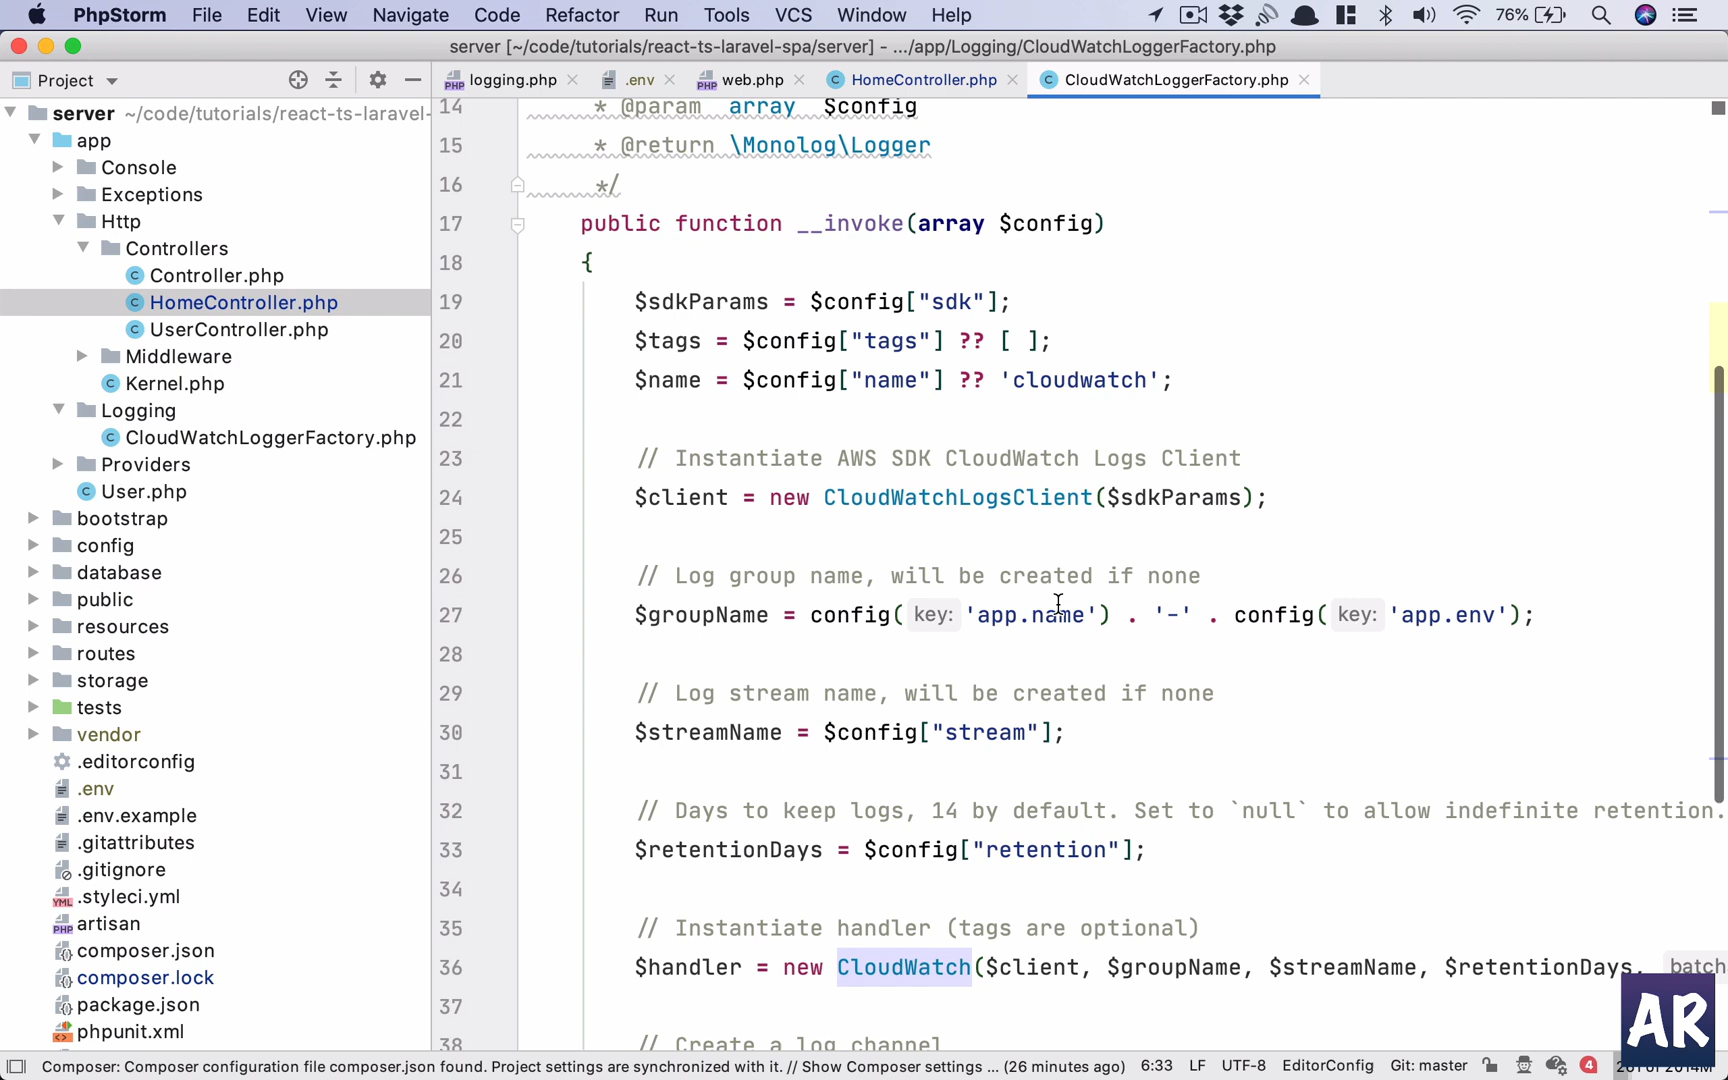 PhpStorm File Edit View Navigate Code Refactor Run Tools VCS Window Help 76%
server [~/code/tutorials/react-ts-laravel-spa/server] - .../app/Logging/CloudWatchLoggerFactory.php
Project
logging.php .env web.php HomeController.php CloudWatchLoggerFactory.php
server ~/code/tutorials/react-ts-laravel-
app
Console
Exceptions
Http
Controllers
Controller.php
HomeController.php
UserController.php
Middleware
Kernel.php
Logging
CloudWatchLoggerFactory.php
Providers
User.php
bootstrap
config
database
public
resources
routes
storage
tests
vendor
.editorconfig
.env
.env.example
.gitattributes
.gitignore
.styleci.yml
artisan
composer.json
composer.lock
package.json
phpunit.xml
14 * @param array $config
15 * @return \Monolog\Logger
16 */
17 public function __invoke(array $config)
18 {
19 $sdkParams = $config["sdk"];
20 $tags = $config["tags"] ?? [ ];
21 $name = $config["name"] ?? 'cloudwatch';
22
23 // Instantiate AWS SDK CloudWatch Logs Client
24 $client = new CloudWatchLogsClient($sdkParams);
25
26 // Log group name, will be created if none
27 $groupName = config( key: 'app.name') . '-' . config( key: 'app.env');
28
29 // Log stream name, will be created if none
30 $streamName = $config["stream"];
31
32 // Days to keep logs, 14 by default. Set to `null` to allow indefinite retention.
33 $retentionDays = $config["retention"];
34
35 // Instantiate handler (tags are optional)
36 $handler = new CloudWatch($client, $groupName, $streamName, $retentionDays, batch
37
38 // Create a log channel
AR
Composer: Composer configuration file composer.json found. Project settings are synchronized with it. // Show Composer settings ... (26 minutes ago) 6:33 LF UTF-8 EditorConfig Git: master 4